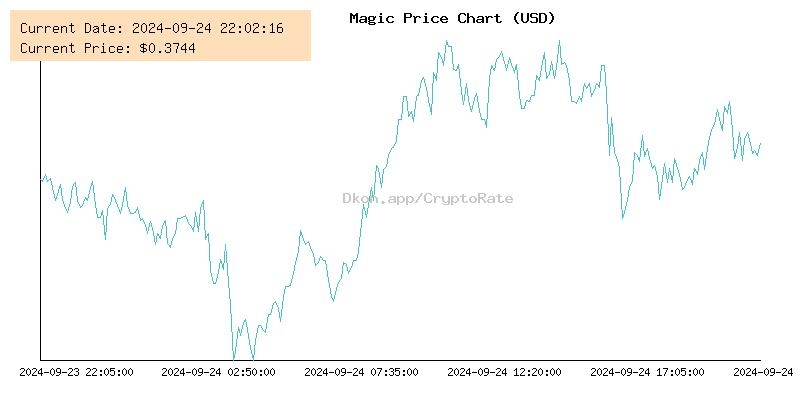 Magic Price Chart (USD)
Current Date: 2024-09-24 22:02:16
Current Price: $0.3744
Dkon.app/CryptoRate
2024-09-23 22:05:00 2024-09-24 02:50:00 2024-09-24 07:35:00 2024-09-24 12:20:00 2024-09-24 17:05:00 2024-09-24